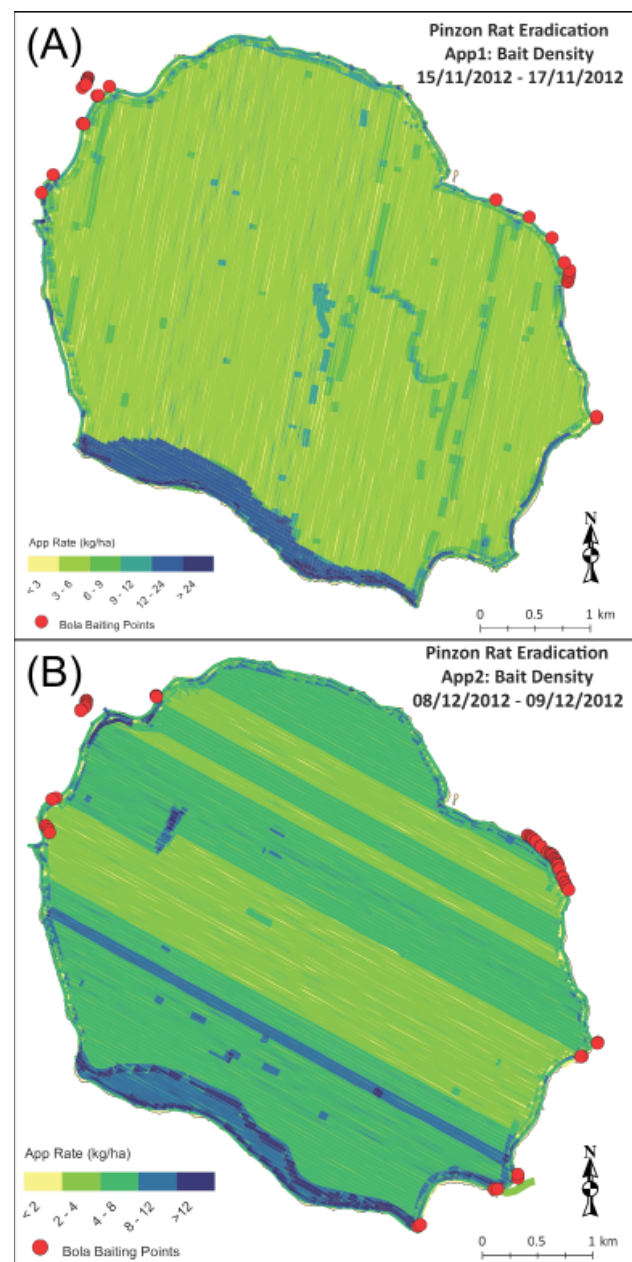 (A)
Pinzon Rat Eradication
App1: Bait Density
15/11/2012 - 17/11/2012
N
App Rate (kg/ha)
< 3
3 - 6
6 - 9
9 - 12
12 - 24
> 24
Bola Baiting Points
0 0.5 1 km
(B)
Pinzon Rat Eradication
App2: Bait Density
08/12/2012 - 09/12/2012
N
App Rate (kg/ha)
< 2
2 - 4
4 - 8
8 - 12
>12
Bola Baiting Points
0 0.5 1 km